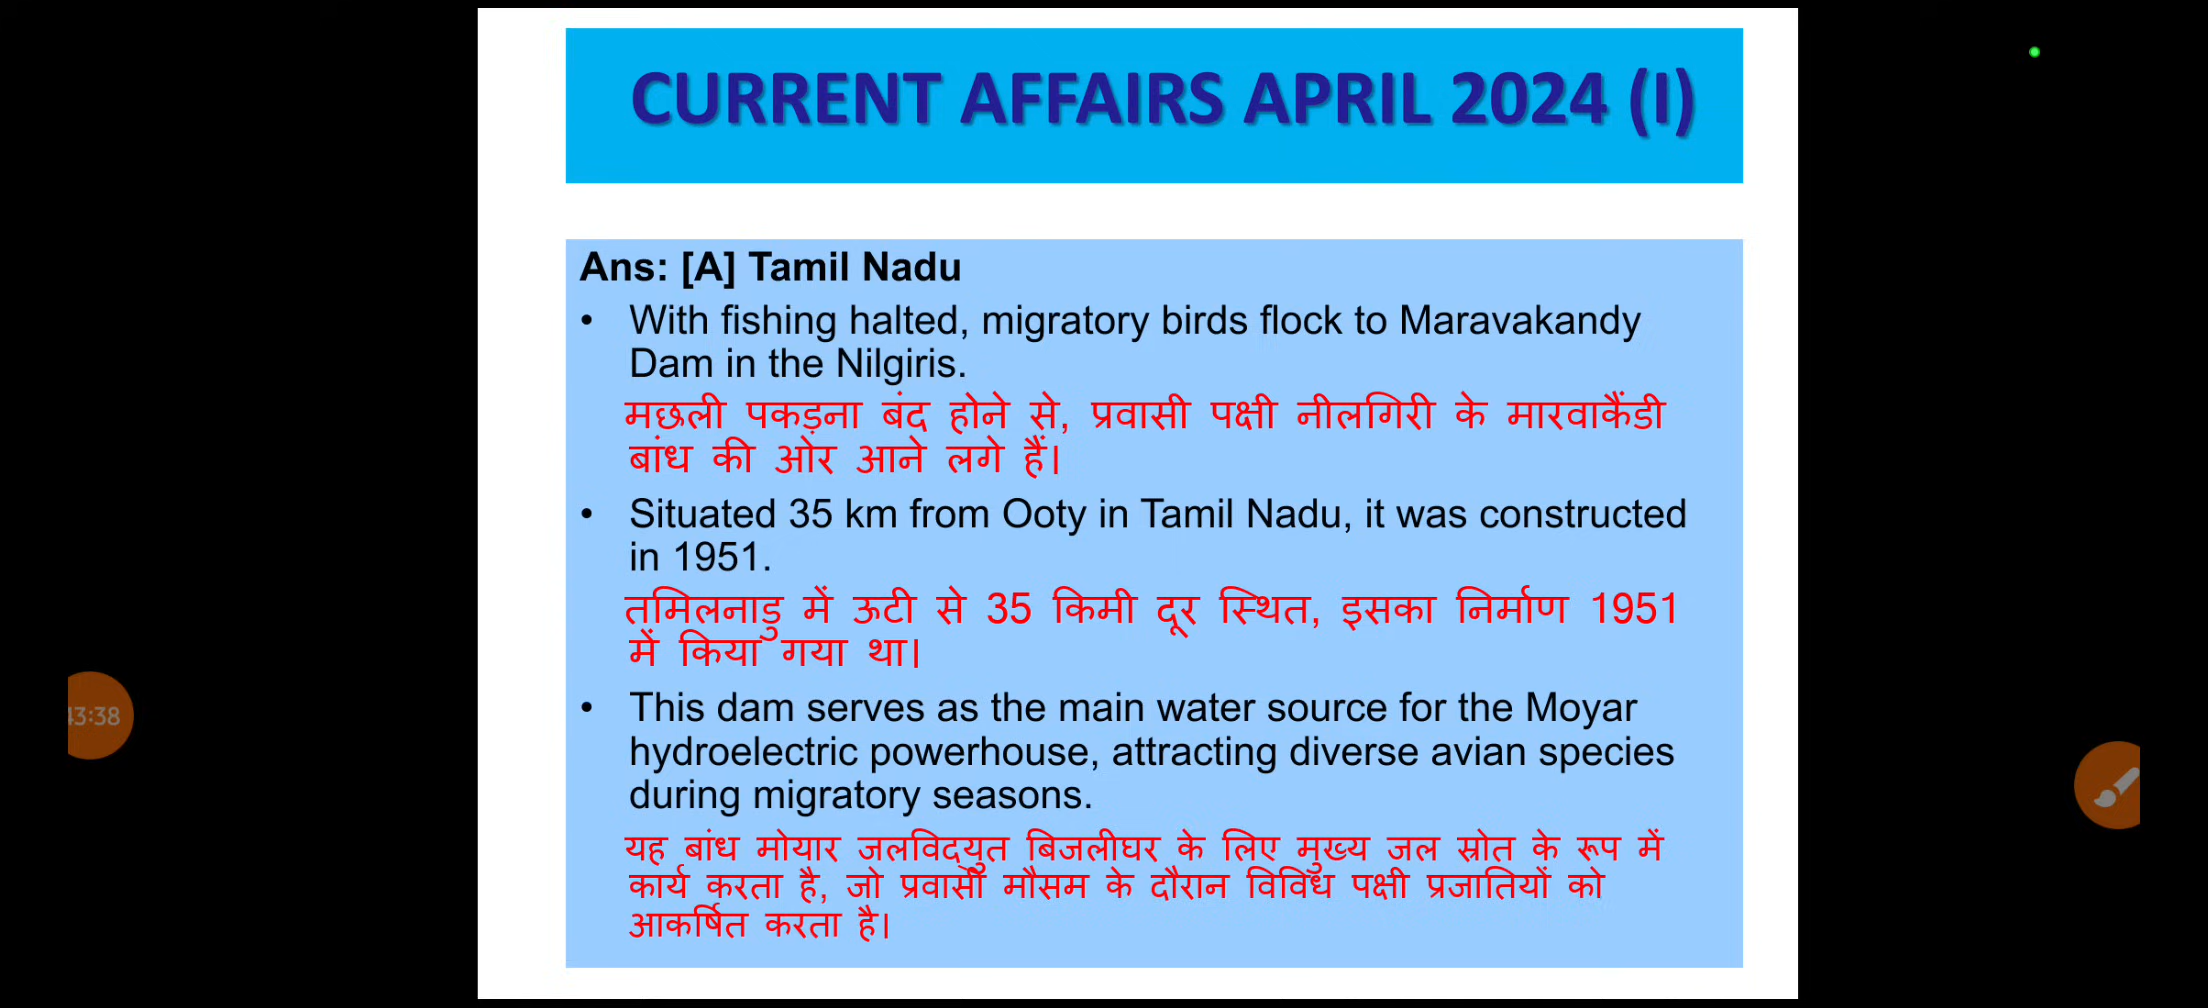 CURRENT AFFAIRS APRIL 2024 (I)
Ans: [A] Tamil Nadu
• With fishing halted, migratory birds flock to Maravakandy
Dam in the Nilgiris.
मछली पकड़ना बंद होने से, प्रवासी पक्षी नीलगिरी के मारवाकैंडी
बांध की ओर आने लगे हैं।
• Situated 35 km from Ooty in Tamil Nadu, it was constructed
in 1951.
तमिलनाडु में ऊटी से 35 किमी दूर स्थित, इसका निर्माण 1951
में किया गया था।
• This dam serves as the main water source for the Moyar
hydroelectric powerhouse, attracting diverse avian species
during migratory seasons.
यह बांध मोयार जलविद्युत बिजलीघर के लिए मुख्य जल स्रोत के रूप में
कार्य करता है, जो प्रवासी मौसम के दौरान विविध पक्षी प्रजातियों को
आकर्षित करता है।
3:38